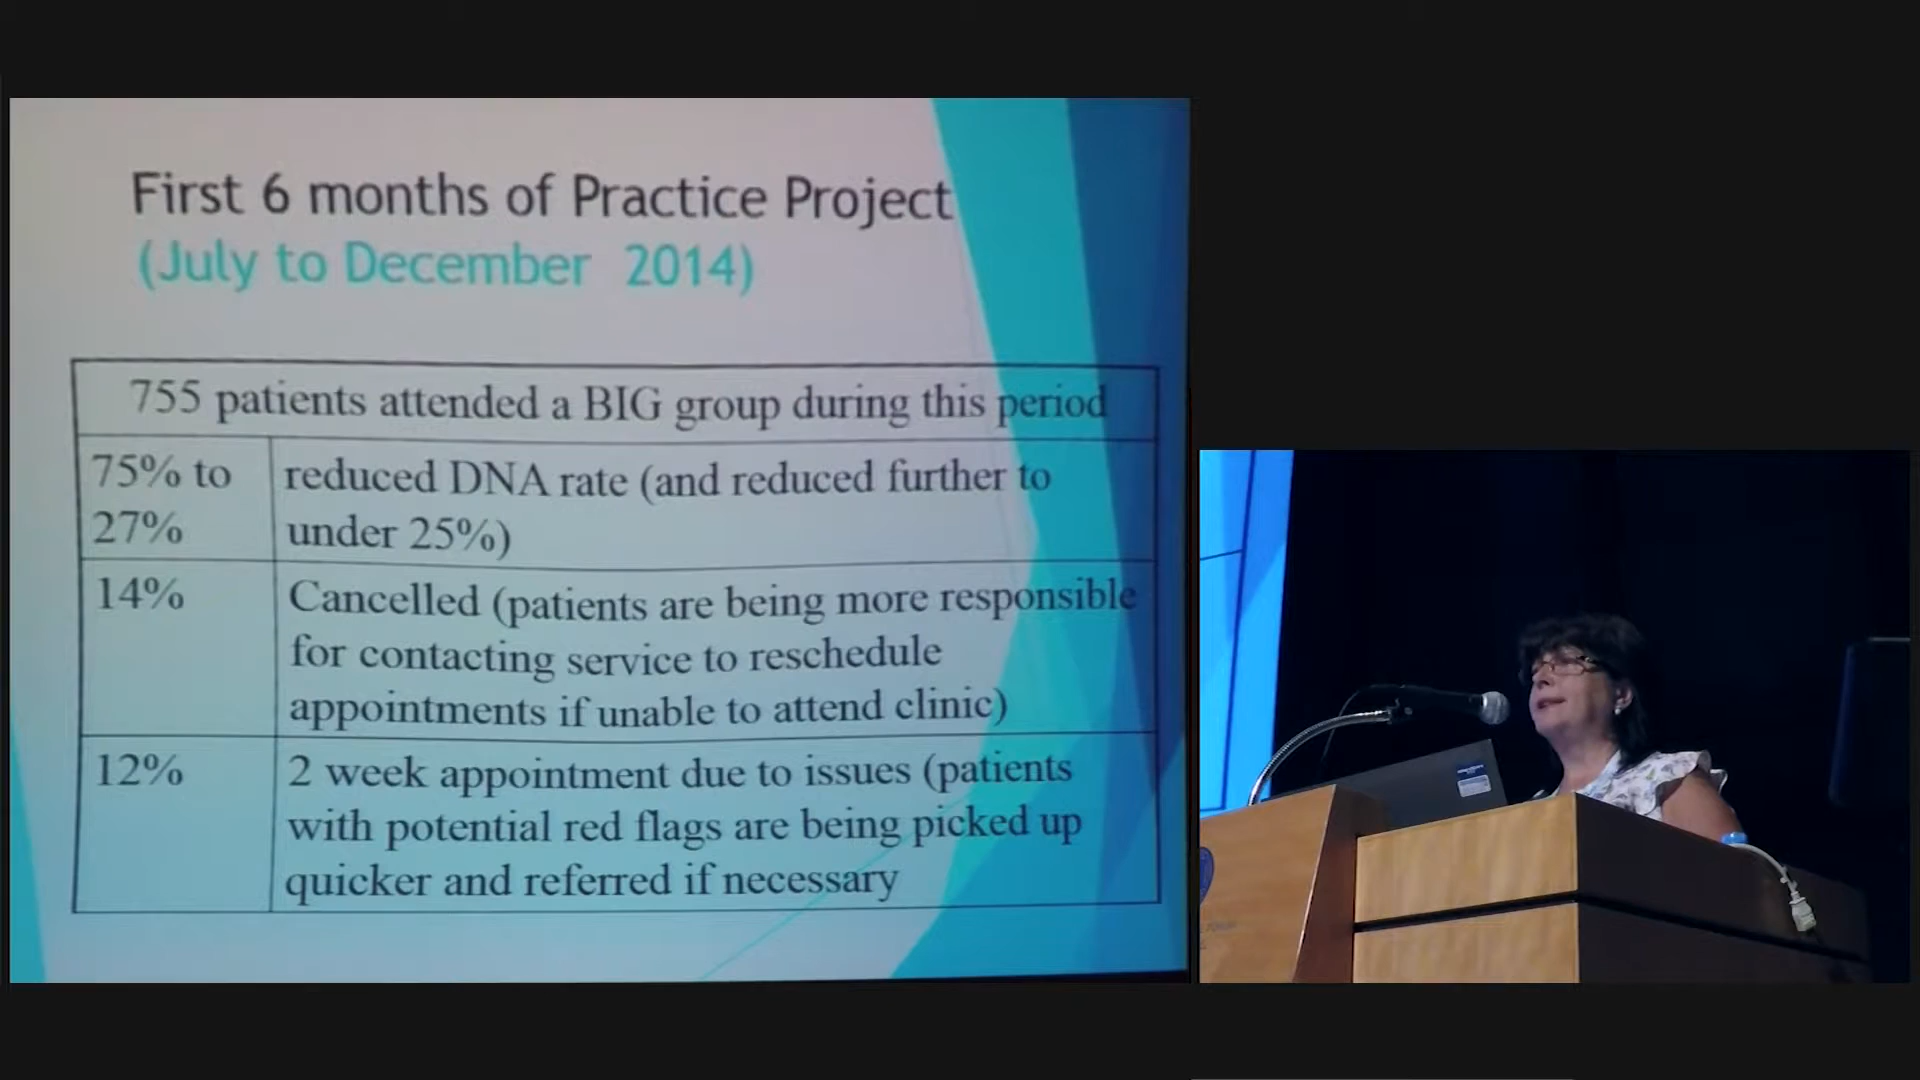 First 6 months of Practice Project
(July to December 2014)
755 patients attended a BIG group during this period
75% to
27%
reduced DNA rate (and reduced further to
under 25%)
14%
Cancelled (patients are being more responsible
for contacting service to reschedule
appointments if unable to attend clinic)
12%
2 week appointment due to issues (patients
with potential red flags are being picked up
quicker and referred if necessary